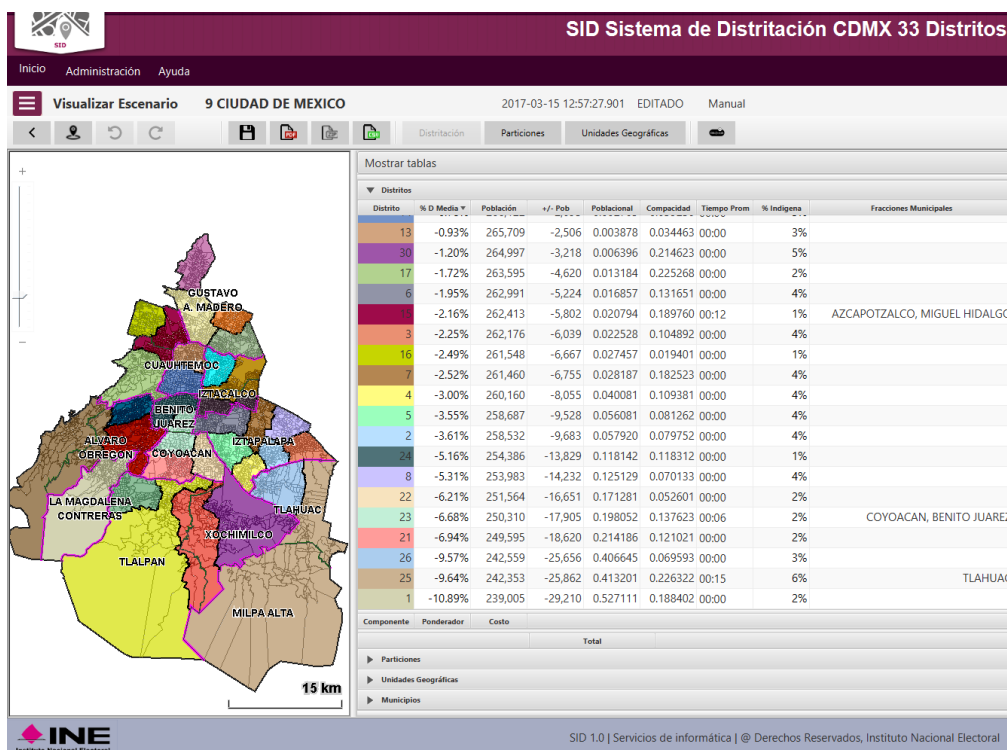 SID
SID Sistema de Distritación CDMX 33 Distritos
Inicio Administración Ayuda
Visualizar Escenario 9 CIUDAD DE MEXICO 2017-03-15 12:57:27.901 EDITADO Manual
Distritación Particiones Unidades Geográficas
Mostrar tablas
Distritos
Distrito % D Media Población +/- Pob Poblacional Compacidad Tiempo Prom % Indigena Fracciones Municipales
13 -0.93% 265,709 -2,506 0.003878 0.034463 00:00 3%
30 -1.20% 264,997 -3,218 0.006396 0.214623 00:00 5%
17 -1.72% 263,595 -4,620 0.013184 0.225268 00:00 2%
6 -1.95% 262,991 -5,224 0.016857 0.131651 00:00 4%
-2.16% 262,413 -5,802 0.020794 0.189760 00:12 1% AZCAPOTZALCO, MIGUEL HIDALGO
3 -2.25% 262,176 -6,039 0.022528 0.104892 00:00 4%
16 -2.49% 261,548 -6,667 0.027457 0.019401 00:00 1%
7 -2.52% 261,460 -6,755 0.028187 0.182523 00:00 4%
4 -3.00% 260,160 -8,055 0.040081 0.109381 00:00 4%
5 -3.55% 258,687 -9,528 0.056081 0.081262 00:00 4%
2 -3.61% 258,532 -9,683 0.057920 0.079752 00:00 4%
24 -5.16% 254,386 -13,829 0.118142 0.118312 00:00 1%
8 -5.31% 253,983 -14,232 0.125129 0.070133 00:00 4%
22 -6.21% 251,564 -16,651 0.171281 0.052601 00:00 2%
23 -6.68% 250,310 -17,905 0.198052 0.137623 00:06 2% COYOACAN, BENITO JUAREZ
21 -6.94% 249,595 -18,620 0.214186 0.121021 00:00 2%
26 -9.57% 242,559 -25,656 0.406645 0.069593 00:00 3%
25 -9.64% 242,353 -25,862 0.413201 0.226322 00:15 6% TLAHUAC
1 -10.89% 239,005 -29,210 0.527111 0.188402 00:00 2%
Componente Ponderador Costo
Total
Particiones
Unidades Geográficas
Municipios
GUSTAVO
A. MADERO
CUAUHTEMOC
IZTACALCO
BENITO
JUAREZ
ALVARO
OBREGON
COYOACAN
IZTAPALAPA
LA MAGDALENA
CONTRERAS
TLAHUAC
XOCHIMILCO
TLALPAN
MILPA ALTA
15 km
INE
Instituto Nacional Electoral
SID 1.0 | Servicios de informática | @ Derechos Reservados, Instituto Nacional Electoral